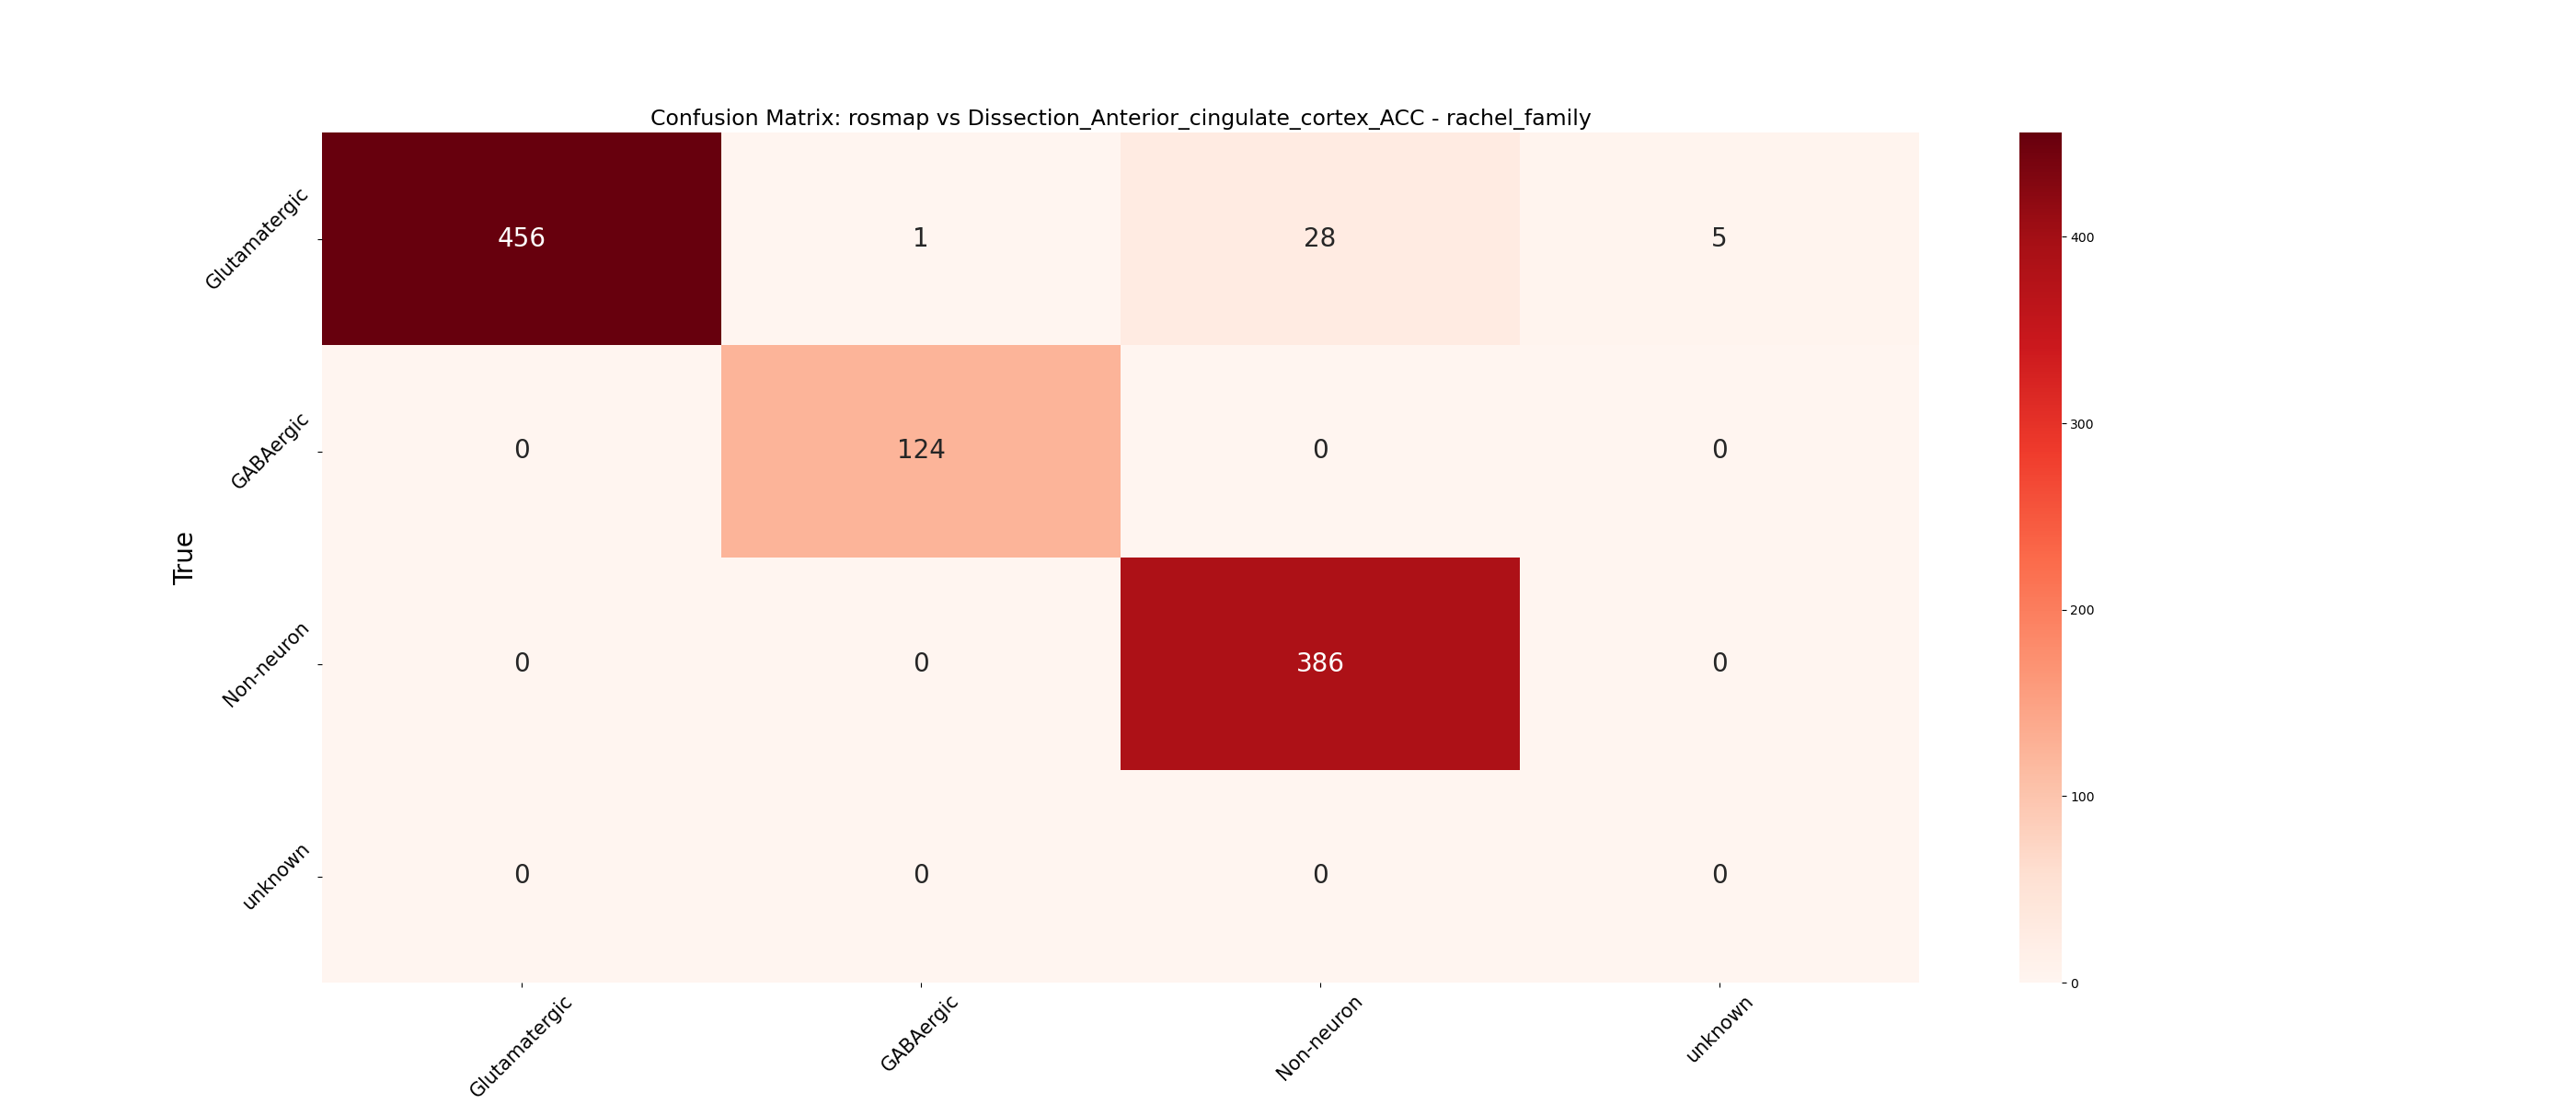 Confusion Matrix: rosmap vs Dissection_Anterior_cingulate_cortex_ACC - rachel_family
True
Glutamatergic
456 1 28 5
GABAergic
0 124 0 0
Non-neuron
0 0 386 0
unknown
0 0 0 0
Glutamatergic GABAergic Non-neuron unknown
400
300
200
100
0